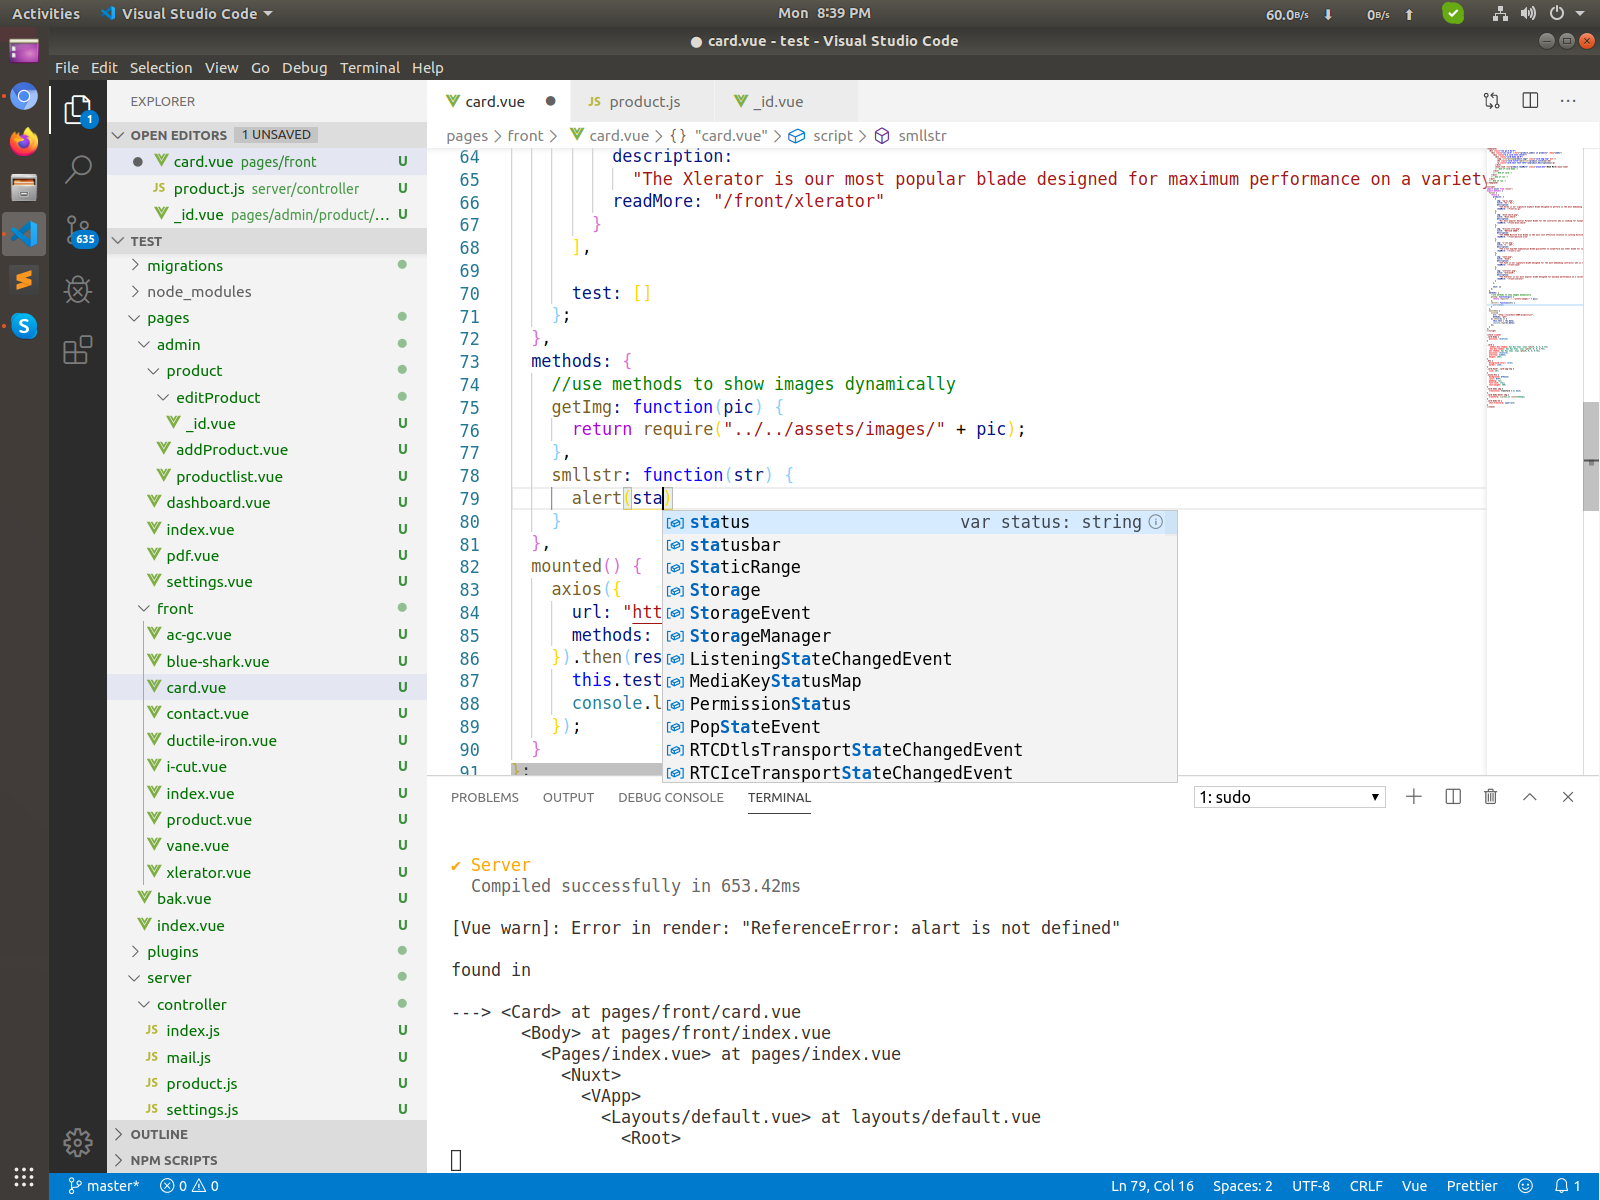 Activities Visual Studio Code Mon 8:39 PM 60.0B/s 0B/s
card.vue - test - Visual Studio Code
File Edit Selection View Go Debug Terminal Help
EXPLORER
OPEN EDITORS 1 UNSAVED
card.vue pages/front U
JS product.js server/controller U
_id.vue pages/admin/product/... U
TEST
migrations
node_modules
pages
admin
product
editProduct
_id.vue U
addProduct.vue U
productlist.vue U
dashboard.vue U
index.vue U
pdf.vue U
settings.vue U
front
ac-gc.vue U
blue-shark.vue U
card.vue U
contact.vue U
ductile-iron.vue U
i-cut.vue U
index.vue U
product.vue U
vane.vue U
xlerator.vue U
bak.vue U
index.vue U
plugins
server
controller
JS index.js U
JS mail.js U
JS product.js U
JS settings.js U
OUTLINE
NPM SCRIPTS
1
635
S
card.vue JS product.js _id.vue
pages > front > card.vue > {} "card.vue" > script > smllstr
64 description:
65 "The Xlerator is our most popular blade designed for maximum performance on a variety
66 readMore: "/front/xlerator"
67 }
68 ],
69
70 test: []
71 };
72 },
73 methods: {
74 //use methods to show images dynamically
75 getImg: function(pic) {
76 return require("../../assets/images/" + pic);
77 },
78 smllstr: function(str) {
79 alert(sta)
80 }
81 },
82 mounted() {
83 axios({
84 url: "htt
85 methods:
86 }).then(res
87 this.test
88 console.l
89 });
90 }
91 };
status var status: string
statusbar
StaticRange
Storage
StorageEvent
StorageManager
ListeningStateChangedEvent
MediaKeyStatusMap
PermissionStatus
PopStateEvent
RTCDtlsTransportStateChangedEvent
RTCIceTransportStateChangedEvent
PROBLEMS OUTPUT DEBUG CONSOLE TERMINAL 1: sudo
✔ Server
Compiled successfully in 653.42ms
[Vue warn]: Error in render: "ReferenceError: alart is not defined"
found in
---> <Card> at pages/front/card.vue
<Body> at pages/front/index.vue
<Pages/index.vue> at pages/index.vue
<Nuxt>
<VApp>
<Layouts/default.vue> at layouts/default.vue
<Root>
master* 0 0 Ln 79, Col 16 Spaces: 2 UTF-8 CRLF Vue Prettier 1